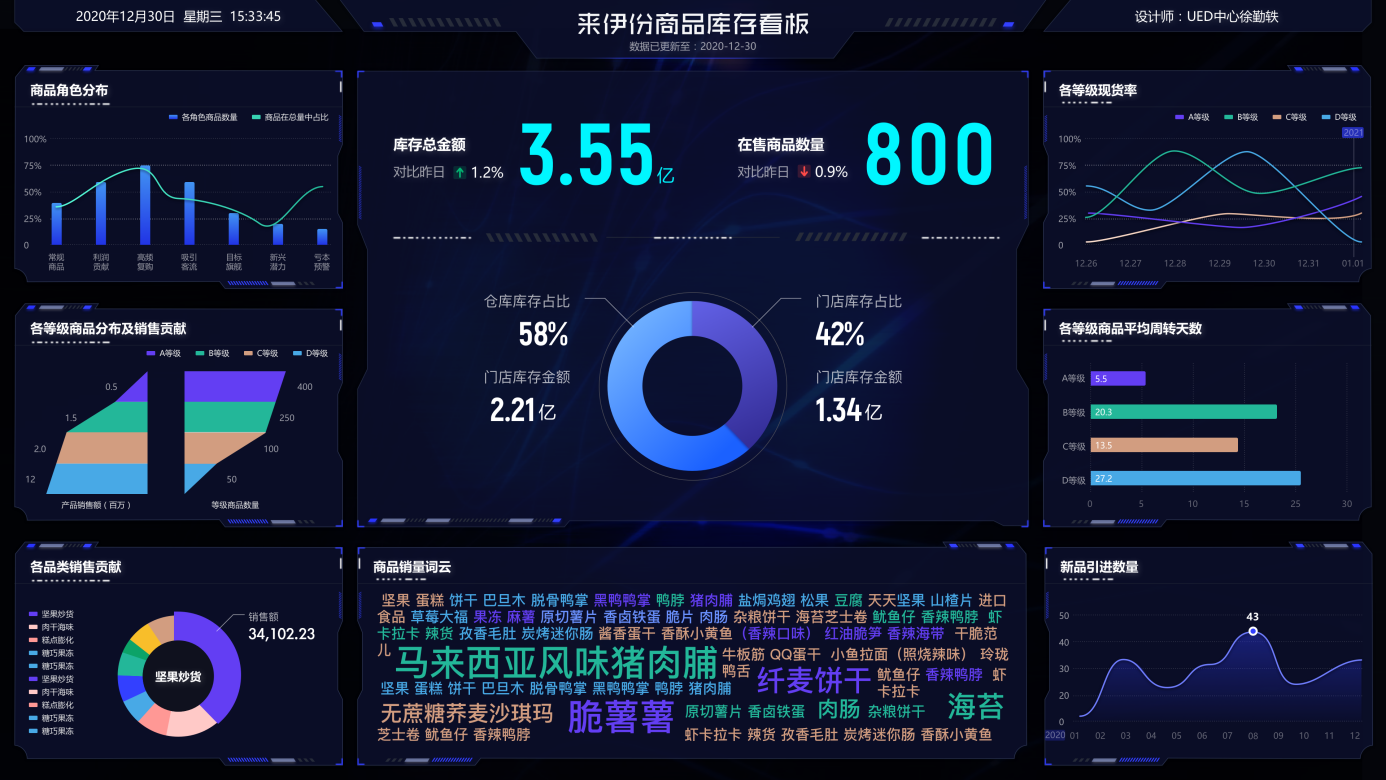 2020年12月30日 星期三 15:33:45
来伊份商品库存看板
数据已更新至：2020-12-30
设计师：UED中心徐勤轶
商品角色分布
各角色商品数量 商品在总量中占比
100%
75%
50%
25%
0
常规商品 利润贡献 高频复购 吸引客流 目标旗舰 新兴潜力 亏本预警
各等级商品分布及销售贡献
A等级 B等级 C等级 D等级
0.5 400
1.5 250
2.0 100
12 50
产品销售额（百万） 等级商品数量
各品类销售贡献
坚果炒货
肉干海味
糕点膨化
糖巧果冻
糖巧果冻
坚果炒货
肉干海味
糕点膨化
糖巧果冻
糖巧果冻
坚果炒货
销售额
34,102.23
库存总金额
对比昨日 1.2%
3.55亿
在售商品数量
对比昨日 0.9%
800
仓库库存占比
58%
门店库存金额
2.21亿
门店库存占比
42%
门店库存金额
1.34亿
商品销量词云
坚果 蛋糕 饼干 巴旦木 脱骨鸭掌 黑鸭鸭掌 鸭脖 猪肉脯 盐焗鸡翅 松果 豆腐 天天坚果 山楂片 进口
食品 草莓大福 果冻 麻薯 原切薯片 香卤铁蛋 脆片 肉肠 杂粮饼干 海苔芝士卷 鱿鱼仔 香辣鸭脖 虾
卡拉卡 辣货 孜香毛肚 炭烤迷你肠 酱香蛋干 香酥小黄鱼（香辣口味） 红油脆笋 香辣海带 干脆范
儿 马来西亚风味猪肉脯 牛板筋 QQ蛋干 小鱼拉面（照烧辣味） 玲珑
鸭舌 纤麦饼干 鱿鱼仔 香辣鸭脖 虾
卡拉卡
坚果 蛋糕 饼干 巴旦木 脱骨鸭掌 黑鸭鸭掌 鸭脖 猪肉脯
无蔗糖荞麦沙琪玛 脆薯薯 原切薯片 香卤铁蛋 肉肠 杂粮饼干 海苔
芝士卷 鱿鱼仔 香辣鸭脖 虾卡拉卡 辣货 孜香毛肚 炭烤迷你肠 香酥小黄鱼
各等级现货率
A等级 B等级 C等级 D等级
2021
100%
75%
50%
25%
0
12.26 12.27 12.28 12.29 12.30 12.31 01.01
各等级商品平均周转天数
A等级 5.5
B等级 20.3
C等级 13.5
D等级 27.2
0 5 10 15 25 30
新品引进数量
43
50
40
30
20
0
2020 01 02 03 04 05 06 07 08 09 10 11 12